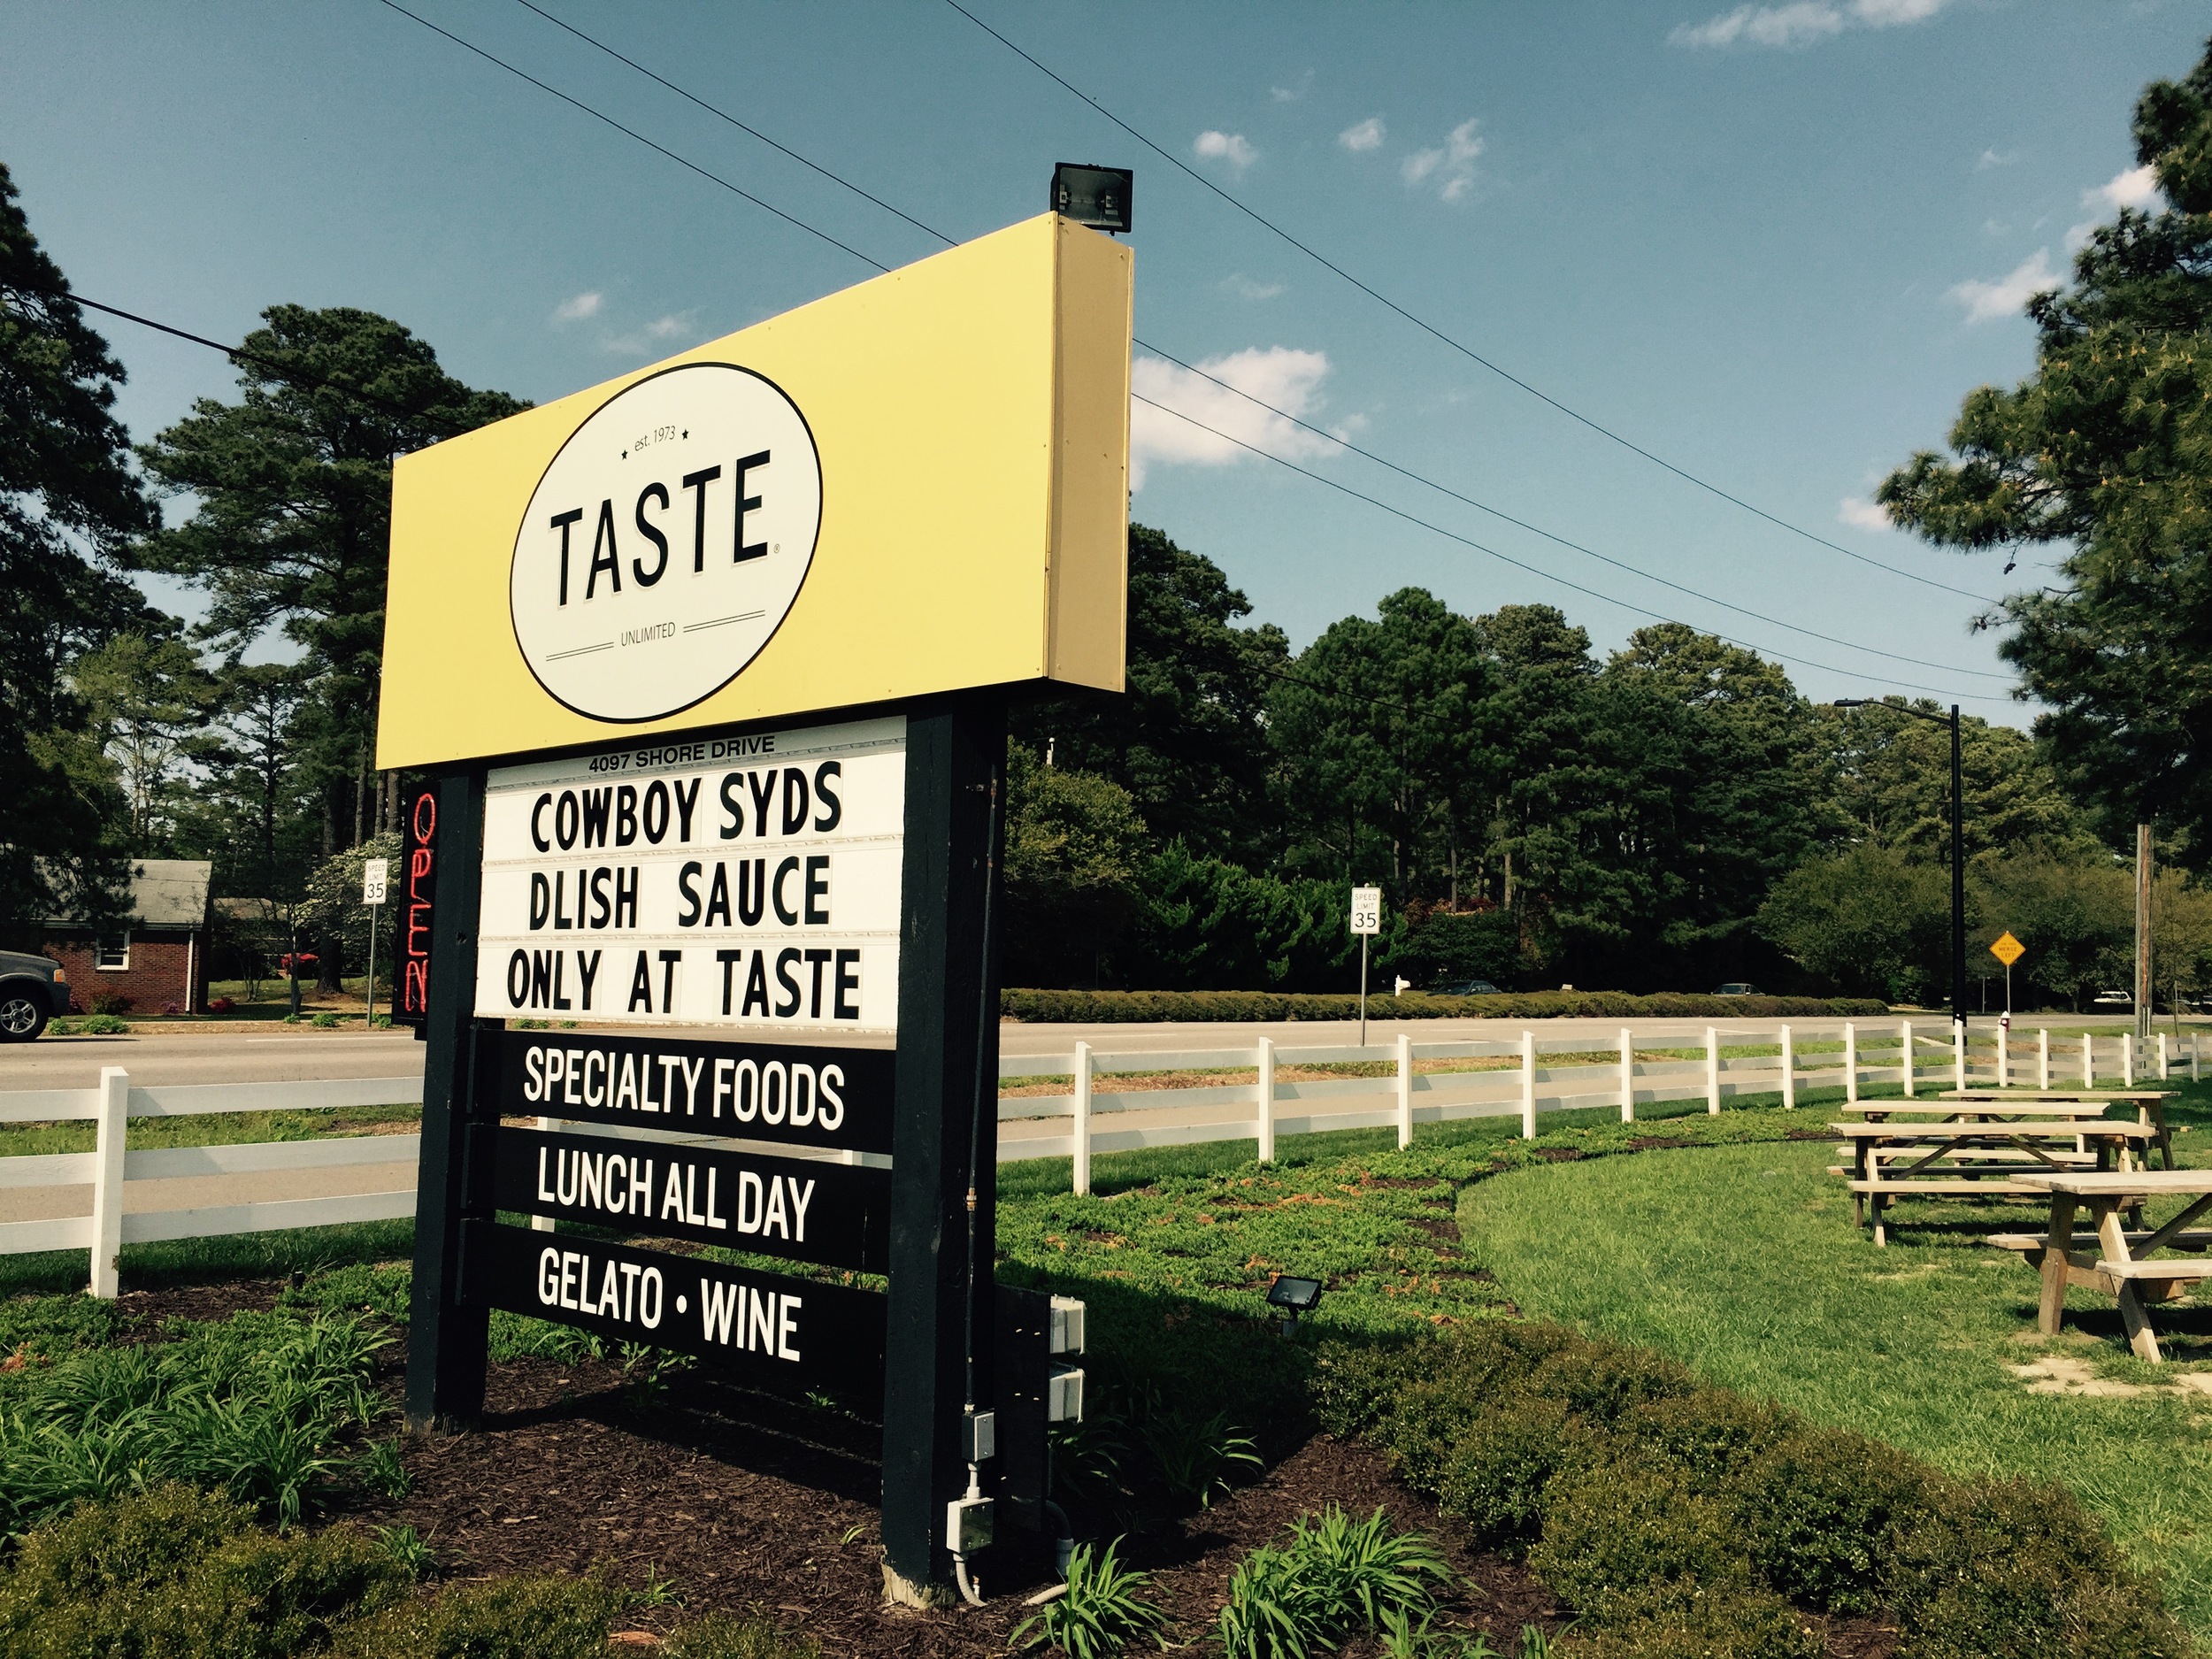 est. 1973
TASTE®
UNLIMITED
4097 SHORE DRIVE
COWBOY SYDS
DLISH SAUCE
ONLY AT TASTE
SPECIALTY FOODS
LUNCH ALL DAY
GELATO • WINE
OPEN
SPEED
LIMIT
35
SPEED
LIMIT
35